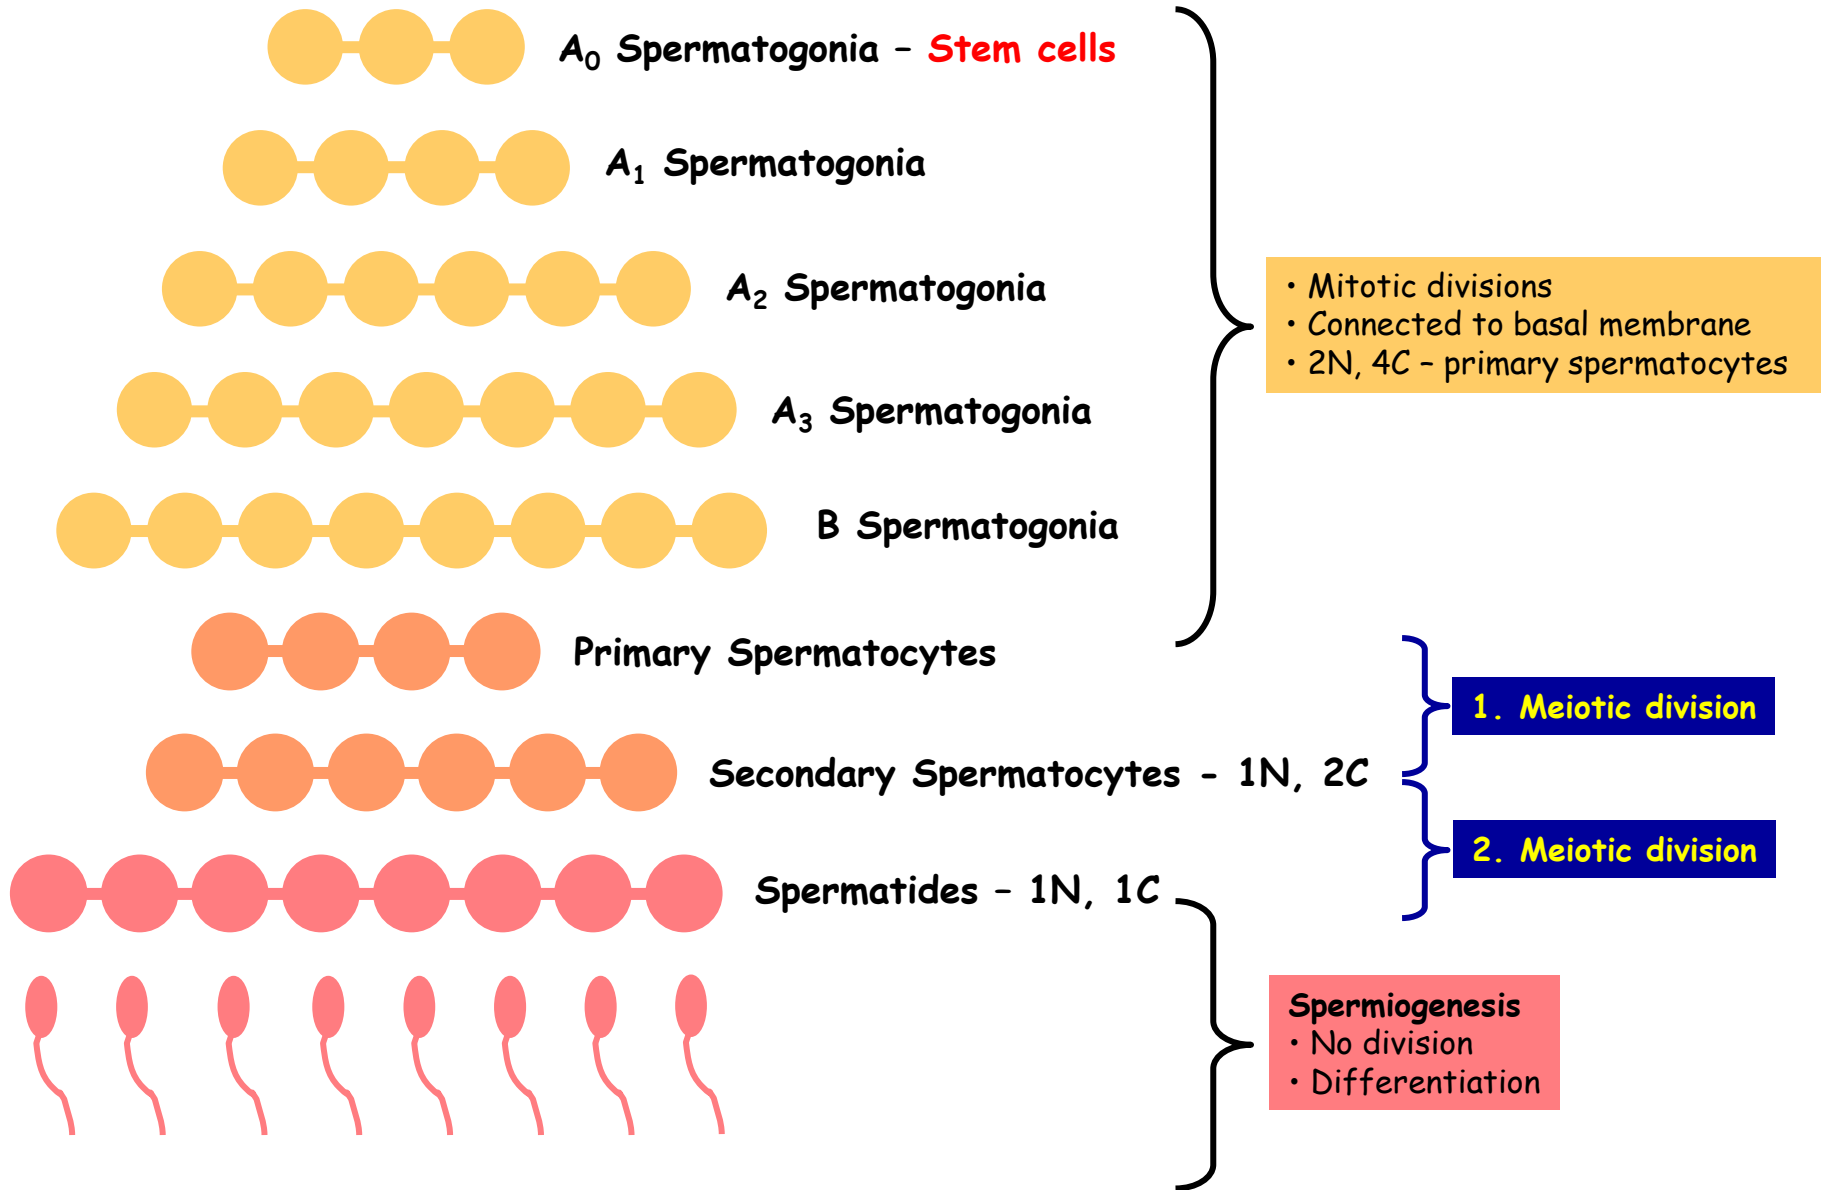 A₀ Spermatogonia – Stem cells
A₁ Spermatogonia
A₂ Spermatogonia
• Mitotic divisions
• Connected to basal membrane
• 2N, 4C – primary spermatocytes
A₃ Spermatogonia
B Spermatogonia
Primary Spermatocytes
1. Meiotic division
Secondary Spermatocytes - 1N, 2C
2. Meiotic division
Spermatides – 1N, 1C
Spermiogenesis
• No division
• Differentiation